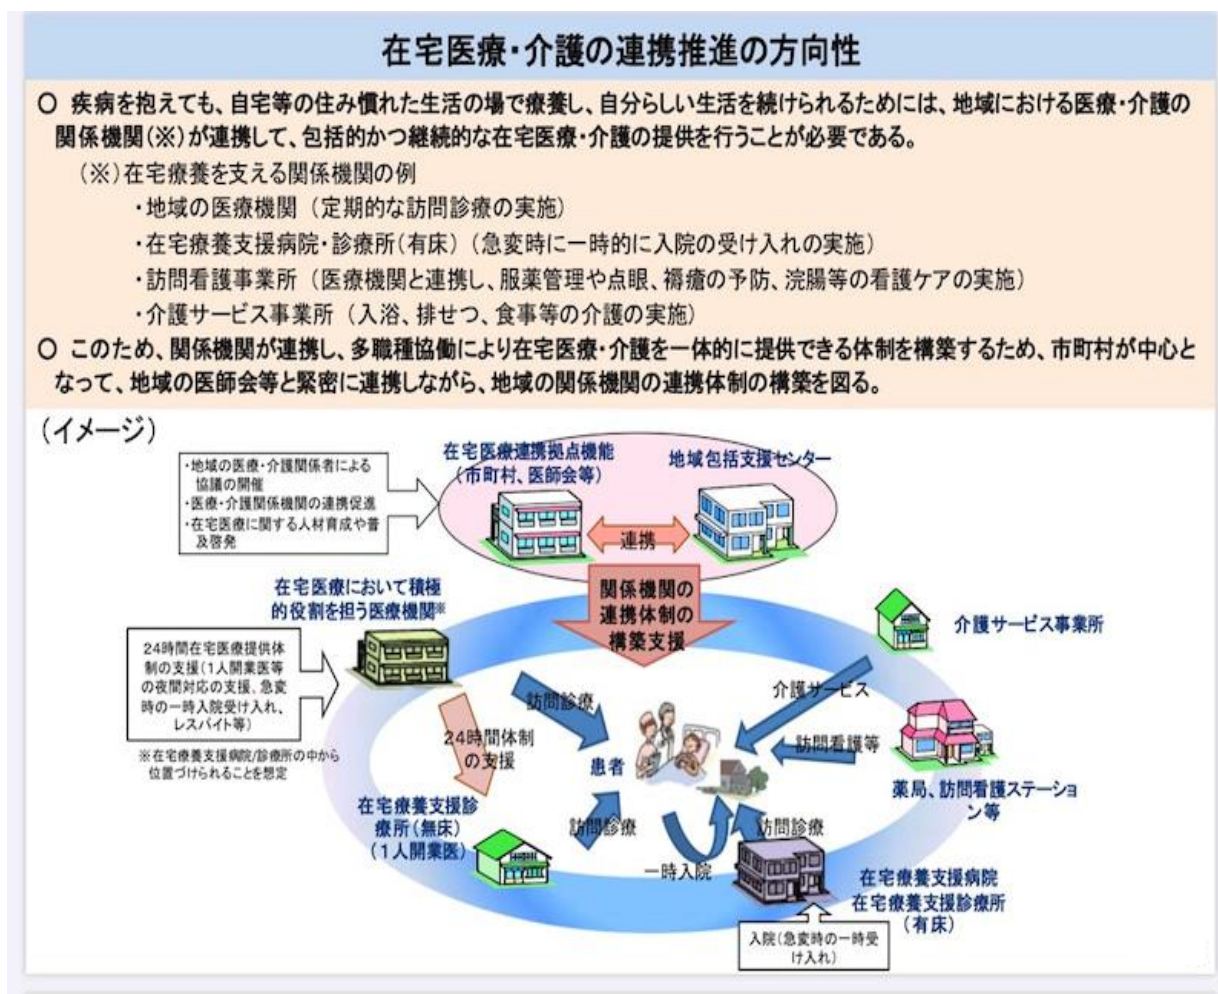 在宅医療・介護の連携推進の方向性
○ 疾病を抱えても、自宅等の住み慣れた生活の場で療養し、自分らしい生活を続けられるためには、地域における医療・介護の
関係機関(※)が連携して、包括的かつ継続的な在宅医療・介護の提供を行うことが必要である。
(※)在宅療養を支える関係機関の例
・地域の医療機関 (定期的な訪問診療の実施)
・在宅療養支援病院・診療所(有床) (急変時に一時的に入院の受け入れの実施)
・訪問看護事業所 (医療機関と連携し、服薬管理や点眼、褥瘡の予防、浣腸等の看護ケアの実施)
・介護サービス事業所 (入浴、排せつ、食事等の介護の実施)
○ このため、関係機関が連携し、多職種協働により在宅医療・介護を一体的に提供できる体制を構築するため、市町村が中心と
なって、地域の医師会等と緊密に連携しながら、地域の関係機関の連携体制の構築を図る。
(イメージ)
在宅医療連携拠点機能
(市町村、医師会等)
地域包括支援センター
・地域の医療・介護関係者による
協議の開催
・医療・介護関係機関の連携促進
・在宅医療に関する人材育成や普
及啓発
連携
関係機関の
連携体制の
構築支援
在宅医療において積極
的役割を担う医療機関※
介護サービス事業所
24時間在宅医療提供体
制の支援(1人開業医等
の夜間対応の支援、急変
時の一時入院受け入れ、
レスパイト等)
※在宅療養支援病院/診療所の中から
位置づけられることを想定
訪問診療
介護サービス
24時間体制
の支援
訪問看護等
患者
薬局、訪問看護ステーショ
ン等
在宅療養支援診
療所(無床)
(1人開業医)
訪問診療
訪問診療
一時入院
在宅療養支援病院
在宅療養支援診療所
(有床)
入院(急変時の一時受
け入れ)